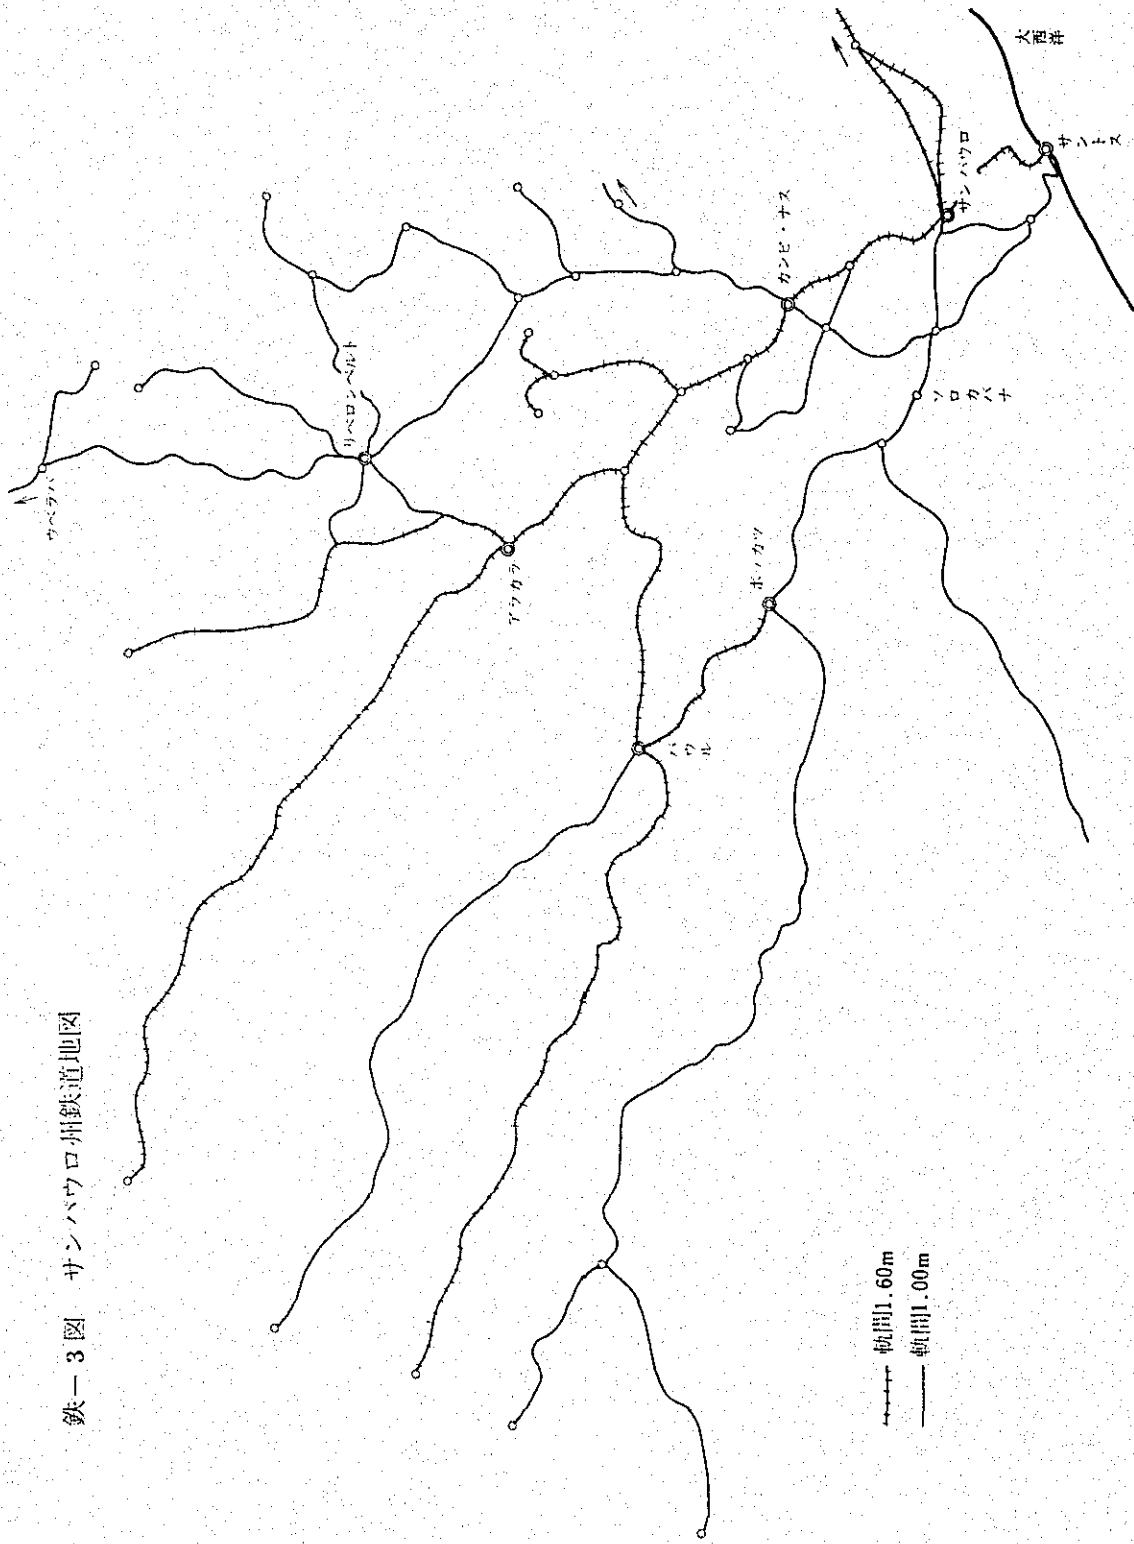 鉄－3図 サンパウロ州鉄道地図
ウベラバ
リベロンベルト
アラカラ
カンピーナス
サンパウロ
サントス
大西洋
ソロカバナ
ボツカツ
バウル
軌間1.60m
軌間1.00m